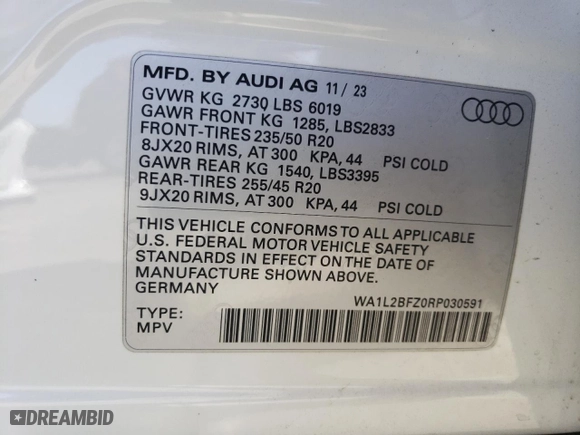 MFD. BY AUDI AG 11/23
GVWR KG 2730 LBS 6019
GAWR FRONT KG 1285, LBS2833
FRONT-TIRES 235/50 R20
8JX20 RIMS, AT 300 KPA, 44 PSI COLD
GAWR REAR KG 1540, LBS3395
REAR-TIRES 255/45 R20
9JX20 RIMS, AT 300 KPA, 44 PSI COLD
THIS VEHICLE CONFORMS TO ALL APPLICABLE
U.S. FEDERAL MOTOR VEHICLE SAFETY
STANDARDS IN EFFECT ON THE DATE OF
MANUFACTURE SHOWN ABOVE.
GERMANY
WA1L2BFZ0RP030591
TYPE:
MPV
DREAMBID